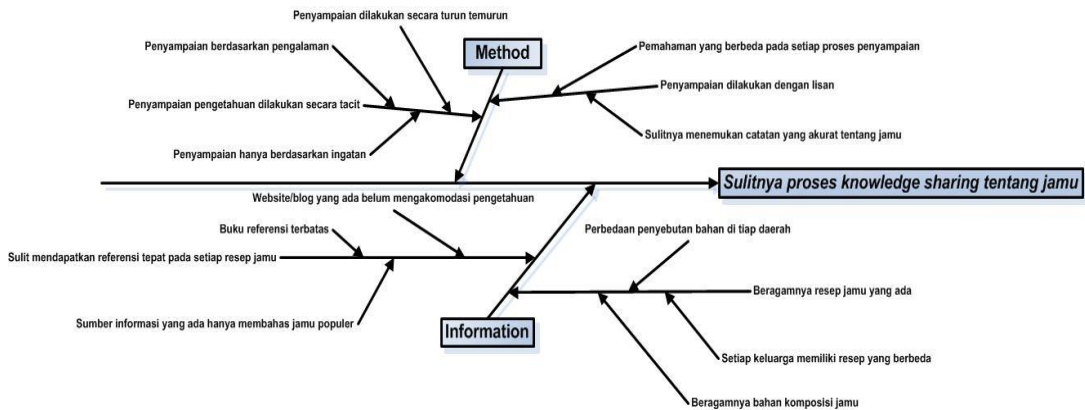 Penyampaian dilakukan secara turun temurun
Penyampaian berdasarkan pengalaman
Method
Pemahaman yang berbeda pada setiap proses penyampaian
Penyampaian dilakukan dengan lisan
Penyampaian pengetahuan dilakukan secara tacit
Sulitnya menemukan catatan yang akurat tentang jamu
Penyampaian hanya berdasarkan ingatan
Sulitnya proses knowledge sharing tentang jamu
Website/blog yang ada belum mengakomodasi pengetahuan
Buku referensi terbatas
Perbedaan penyebutan bahan di tiap daerah
Sulit mendapatkan referensi tepat pada setiap resep jamu
Beragamnya resep jamu yang ada
Sumber informasi yang ada hanya membahas jamu populer
Information
Setiap keluarga memiliki resep yang berbeda
Beragamnya bahan komposisi jamu